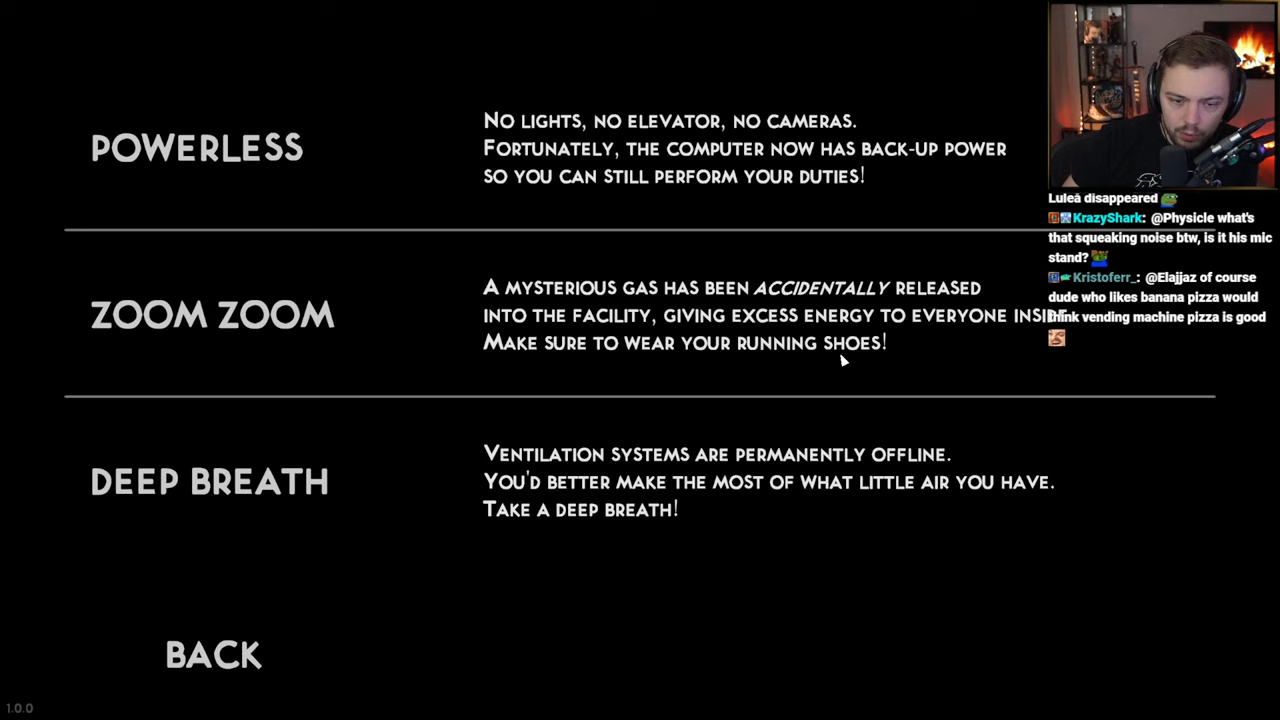 POWERLESS
NO LIGHTS, NO ELEVATOR, NO CAMERAS.
FORTUNATELY, THE COMPUTER NOW HAS BACK-UP POWER
SO YOU CAN STILL PERFORM YOUR DUTIES!
ZOOM ZOOM
A MYSTERIOUS GAS HAS BEEN ACCIDENTALLY RELEASED
INTO THE FACILITY, GIVING EXCESS ENERGY TO EVERYONE
MAKE SURE TO WEAR YOUR RUNNING SHOES!
DEEP BREATH
VENTILATION SYSTEMS ARE PERMANENTLY OFFLINE.
YOU'D BETTER MAKE THE MOST OF WHAT LITTLE AIR YOU HAVE.
TAKE A DEEP BREATH!
BACK
1.0.0
Luleå disappeared
KrazyShark: @Physicle what's
that squeaking noise btw, is it his mic
stand?
Kristoferr_: @Elajjaz of course
dude who likes banana pizza would
think vending machine pizza is good